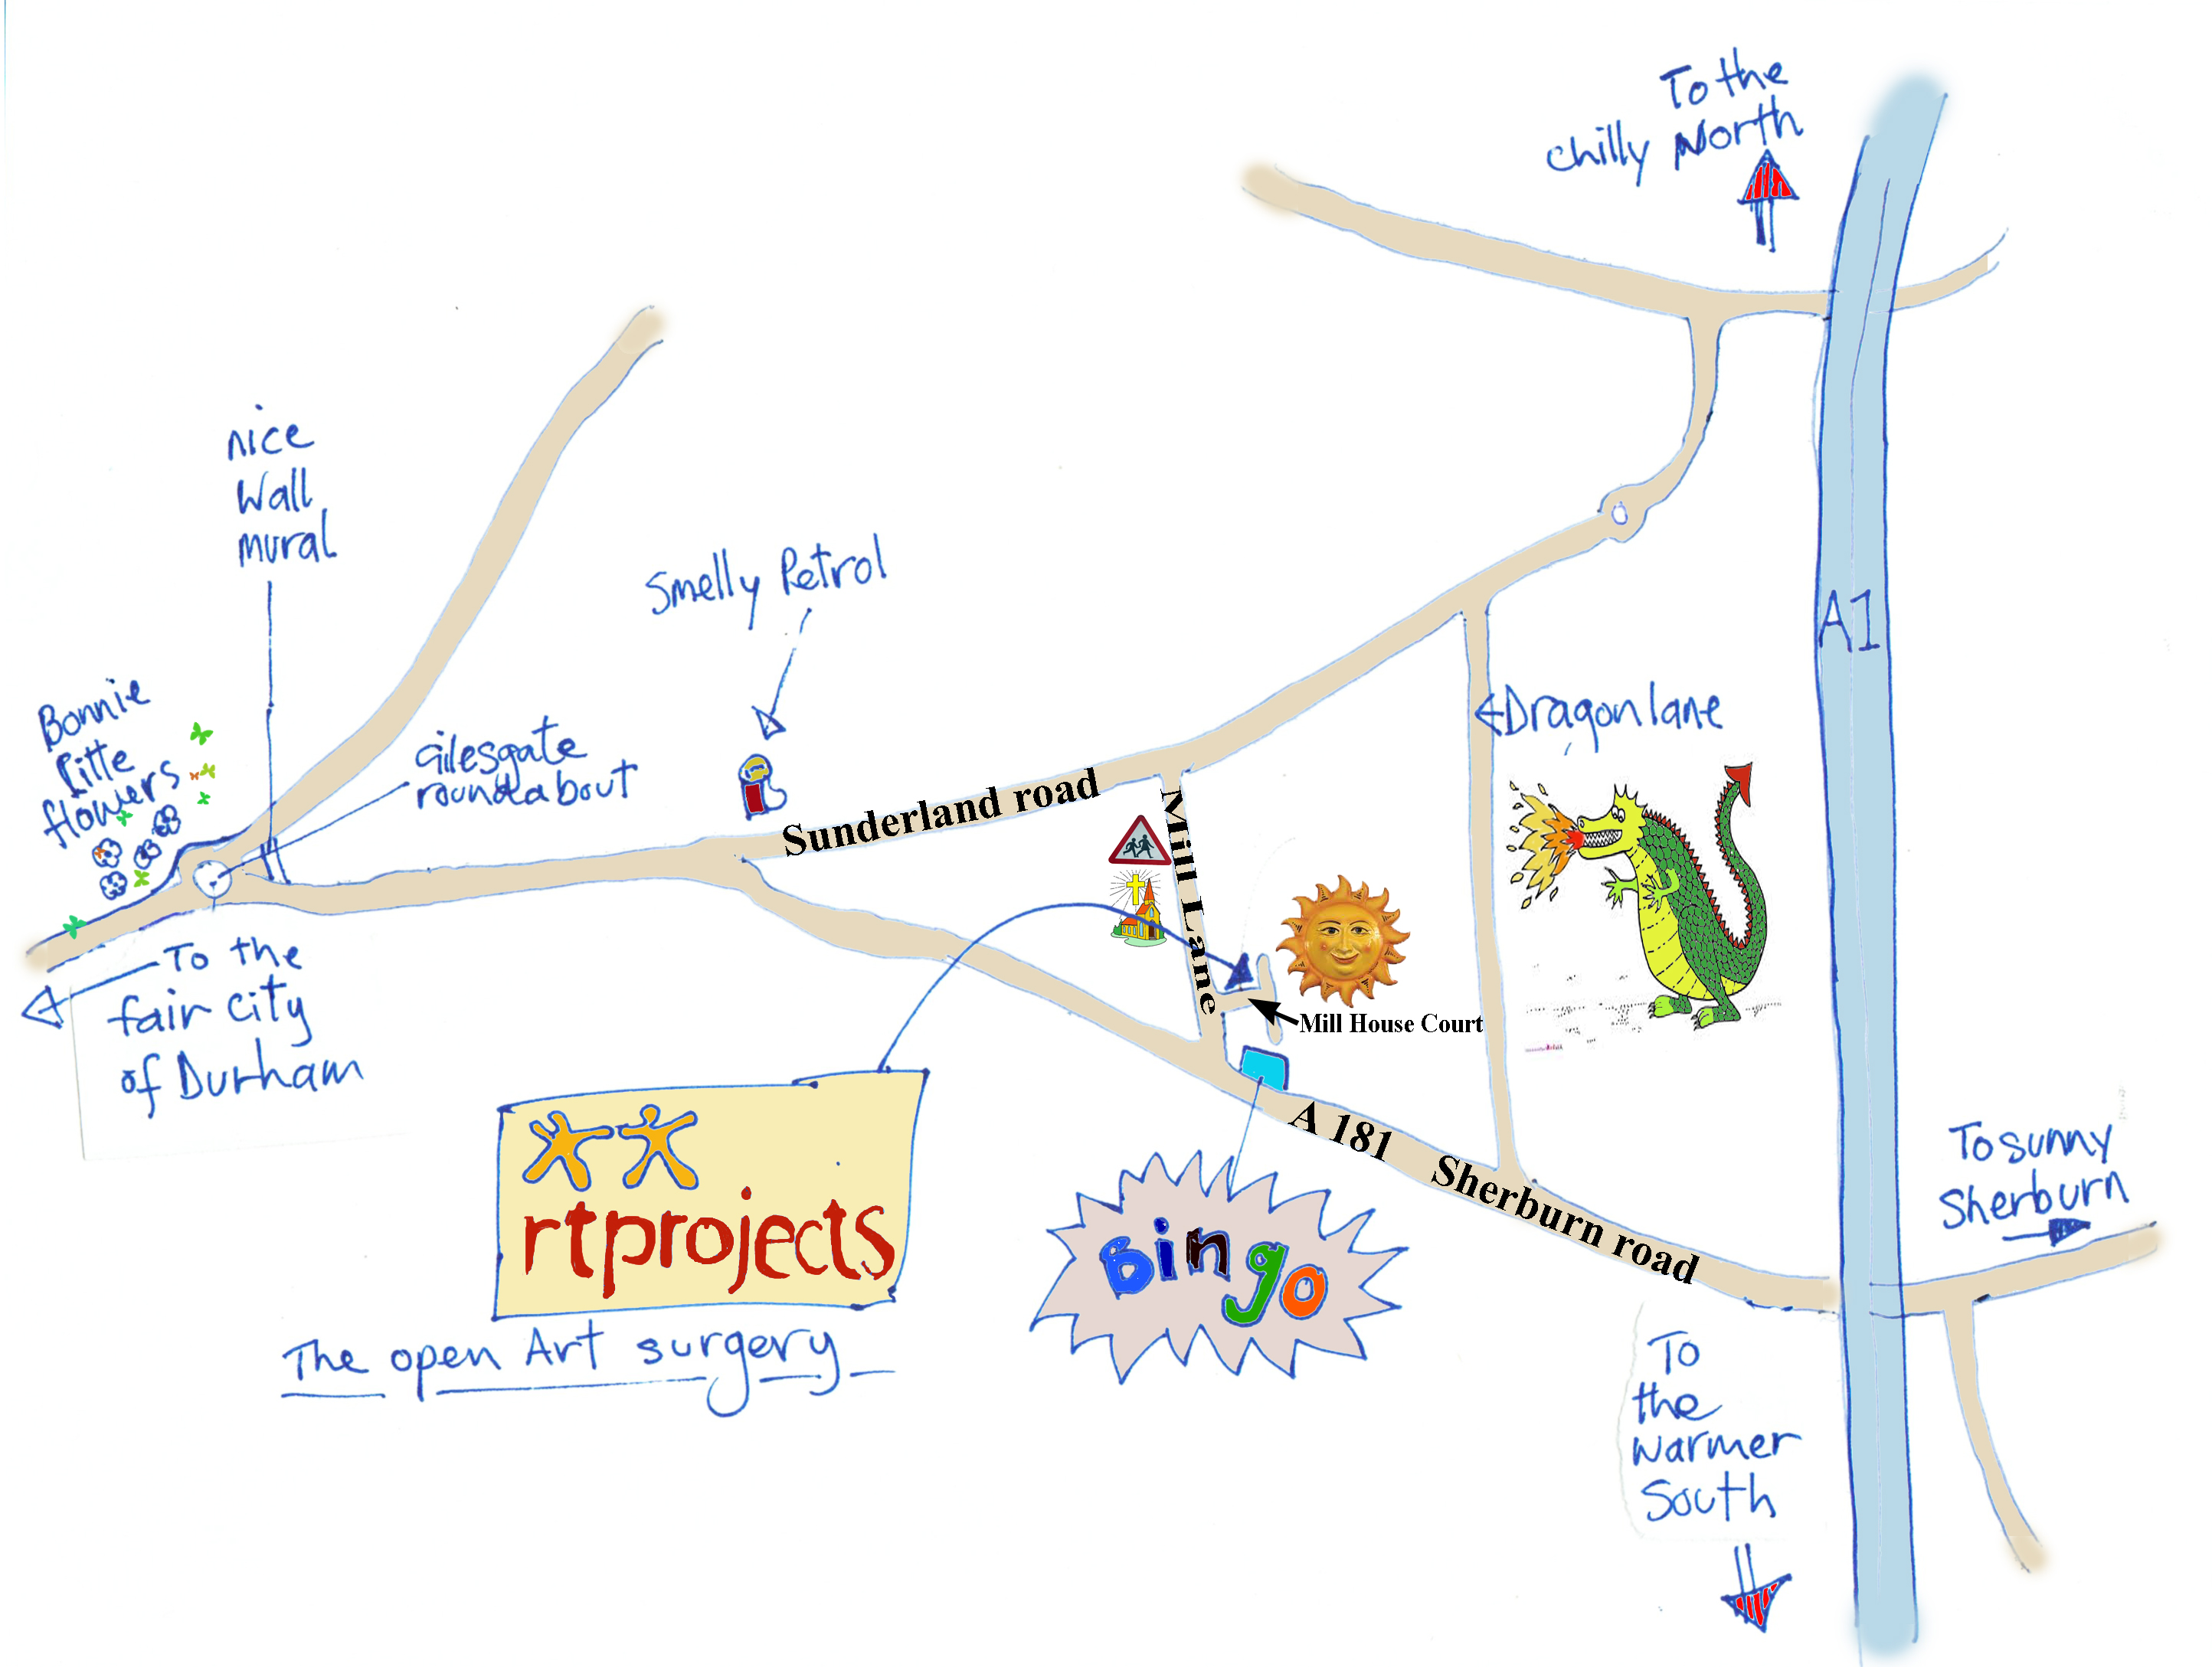 To the
chilly North
nice
wall
mural
Smelly Petrol
A1
Bonnie
litte
flowers
Gilesgate
roundabout
Dragon lane
Sunderland road
Mill Lane
To the
fair City
of Durham
Mill House Court
rtprojects
The open Art surgery
Bingo
A 181
Sherburn road
To sunny
Sherburn
To
the
warmer
South